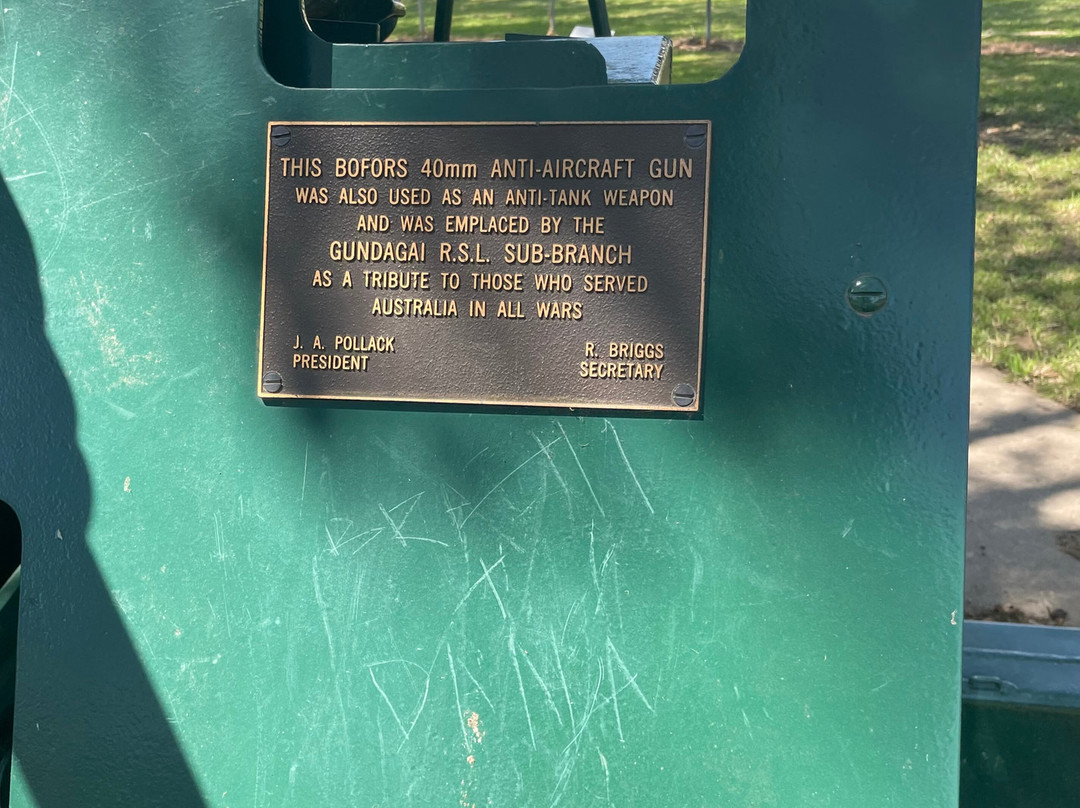 THIS BOFORS 40mm ANTI-AIRCRAFT GUN
WAS ALSO USED AS AN ANTI-TANK WEAPON
AND WAS EMPLACED BY THE
GUNDAGAI R.S.L. SUB-BRANCH
AS A TRIBUTE TO THOSE WHO SERVED
AUSTRALIA IN ALL WARS
J. A. POLLACK
PRESIDENT
R. BRIGGS
SECRETARY